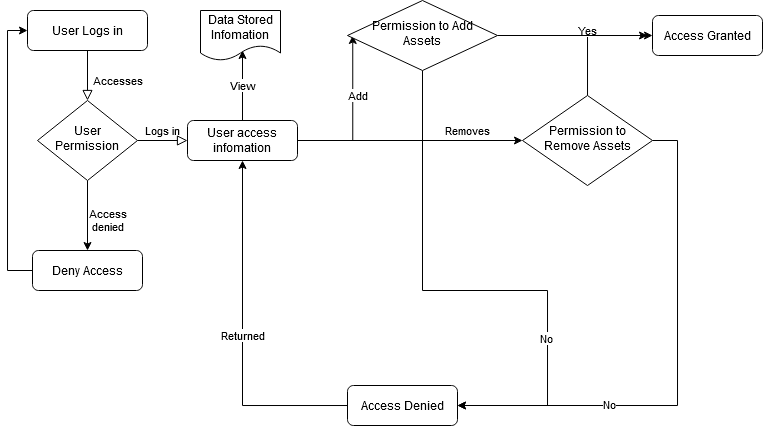 User Logs in
Data Stored
Infomation
Permission to Add
Assets
Yes
Access Granted
Accesses
View
Add
User
Permission
Logs in
User access
infomation
Removes
Permission to
Remove Assets
Access
denied
Deny Access
Returned
No
Access Denied
No